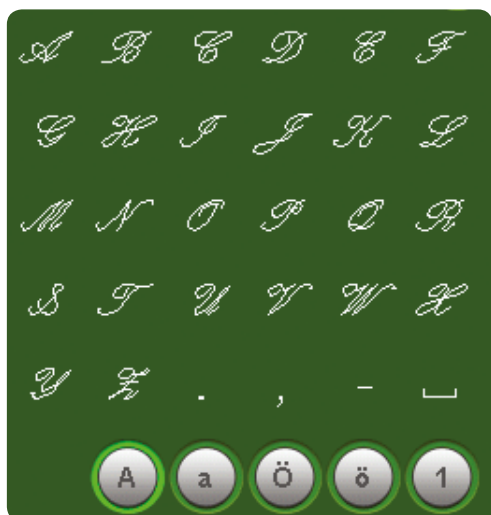 A B C D E F
G H I J K L
M N O P Q R
S T U V W X
Y Z . , - ⎵
A a Ö ö 1